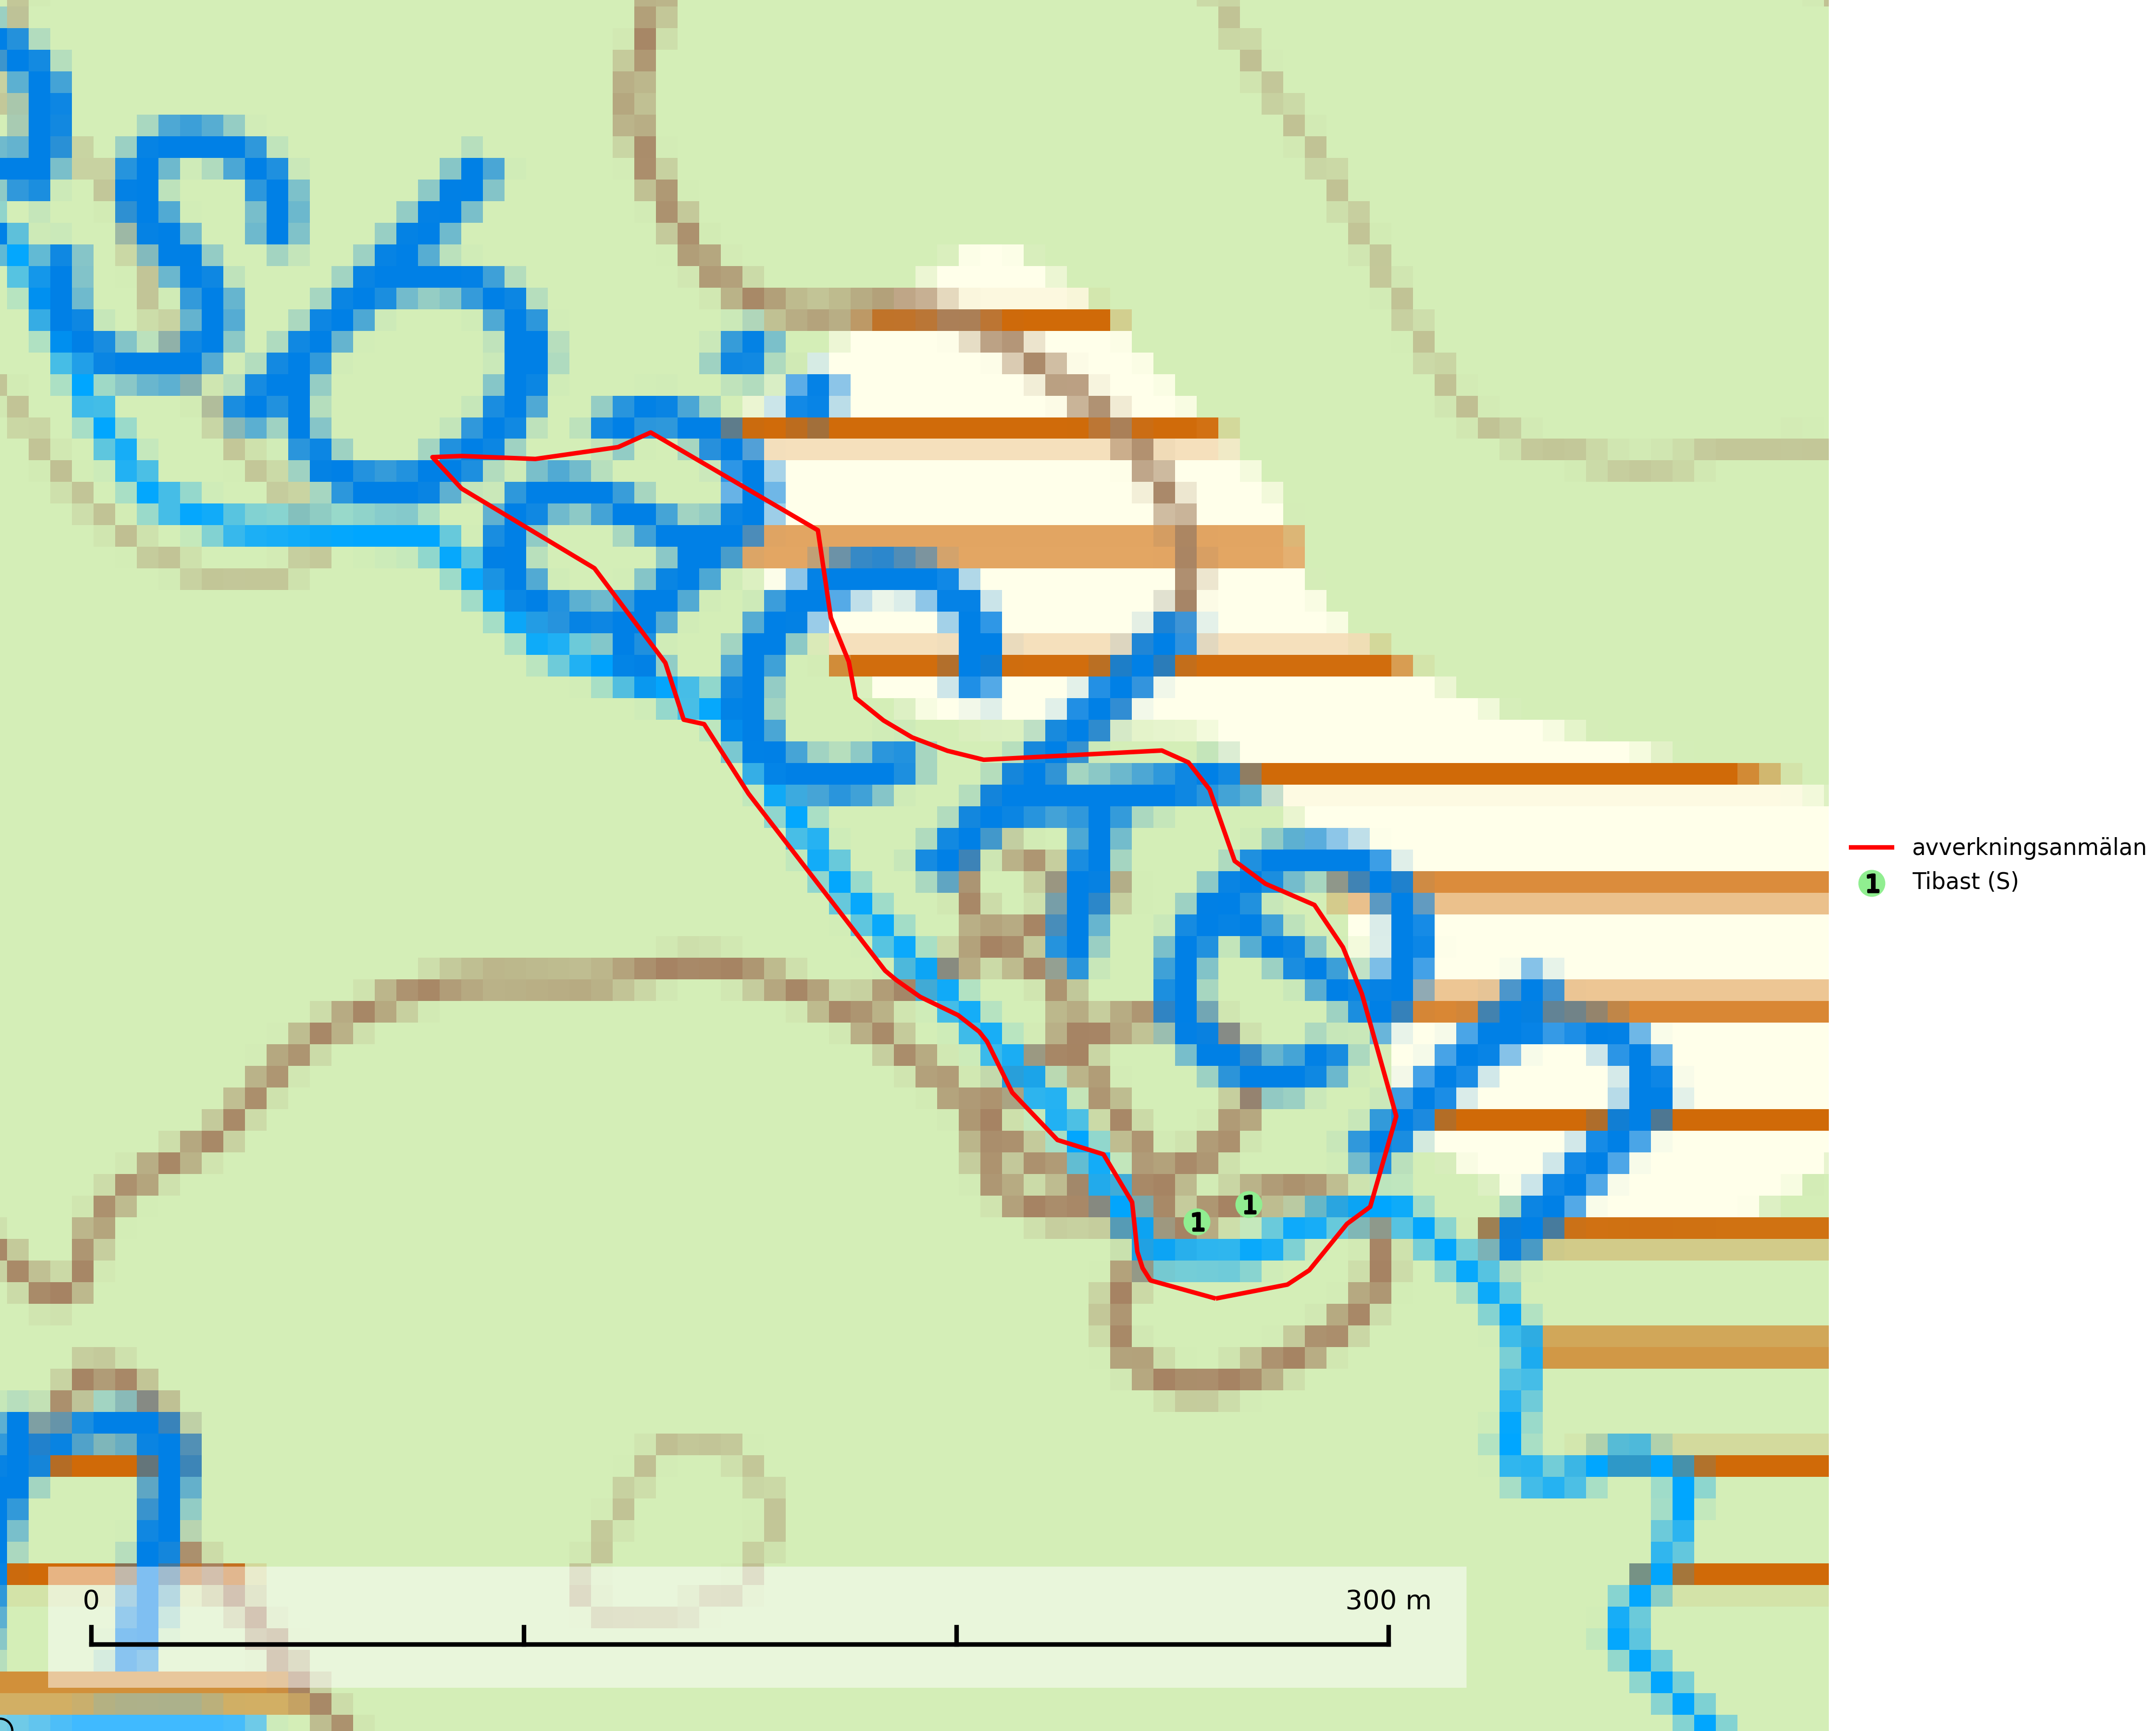 avverkningsanmälan
1 Tibast (S)
1
1
0 300 m